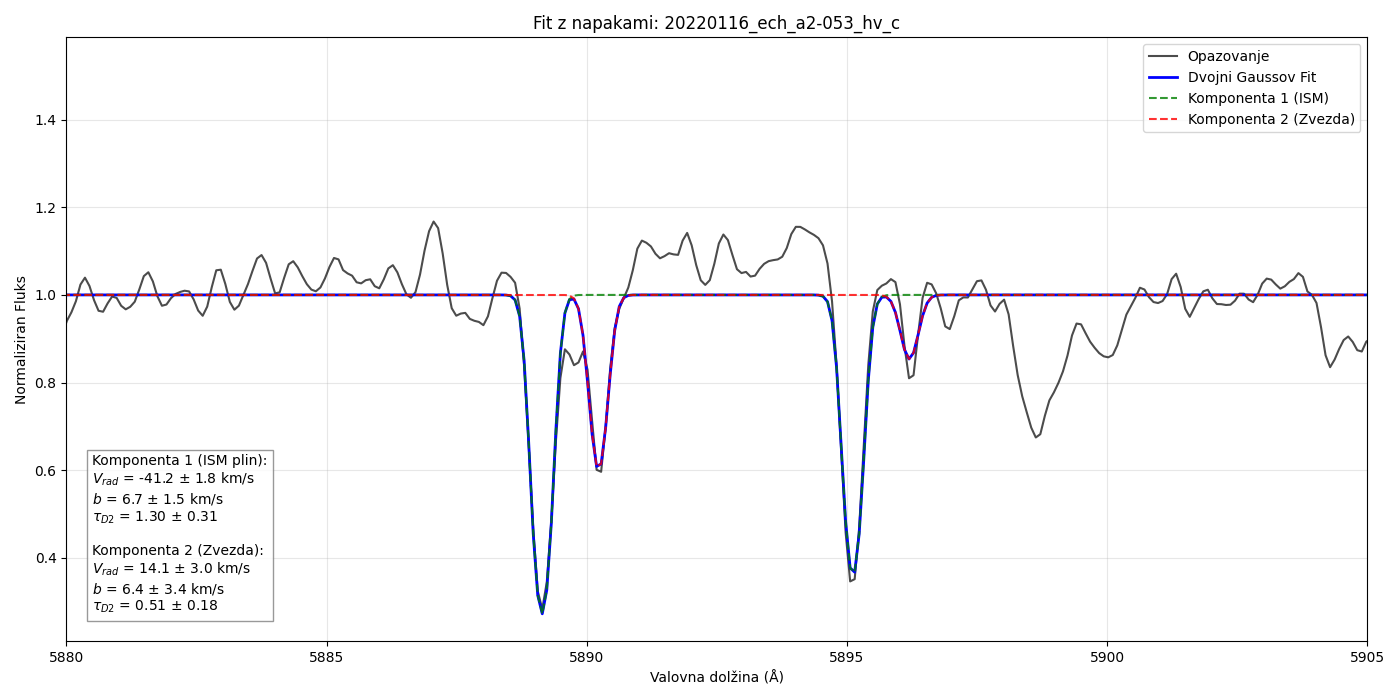 Fit z napakami: 20220116_ech_a2-053_hv_c
Normaliziran Fluks
1.4
1.2
1.0
0.8
0.6
0.4
Opazovanje
Dvojni Gaussov Fit
Komponenta 1 (ISM)
Komponenta 2 (Zvezda)
Komponenta 1 (ISM plin):
V_rad = -41.2 ± 1.8 km/s
b = 6.7 ± 1.5 km/s
τ_D2 = 1.30 ± 0.31
Komponenta 2 (Zvezda):
V_rad = 14.1 ± 3.0 km/s
b = 6.4 ± 3.4 km/s
τ_D2 = 0.51 ± 0.18
5880 5885 5890 5895 5900 5905
Valovna dolžina (Å)